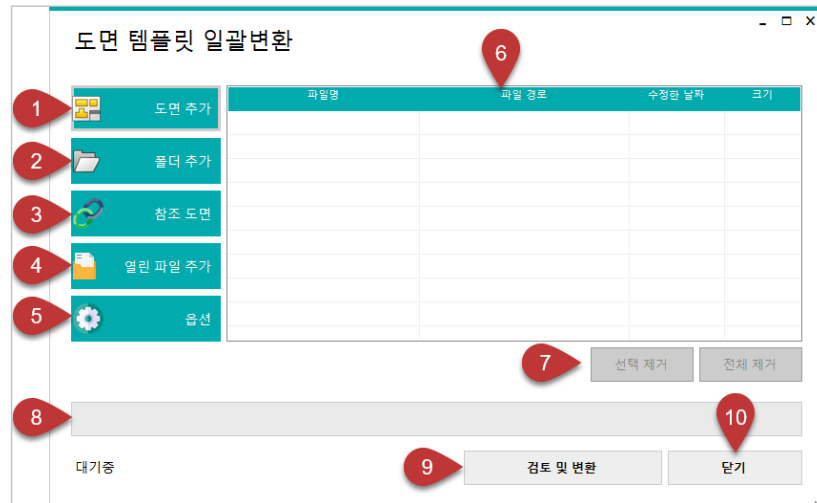 도면 템플릿 일괄변환
6
파일명 파일 경로 수정한 날짜 크기
1 도면 추가
2 폴더 추가
3 참조 도면
4 열린 파일 추가
5 옵션
7 선택 제거 전체 제거
8
10
대기중 9 검토 및 변환 닫기